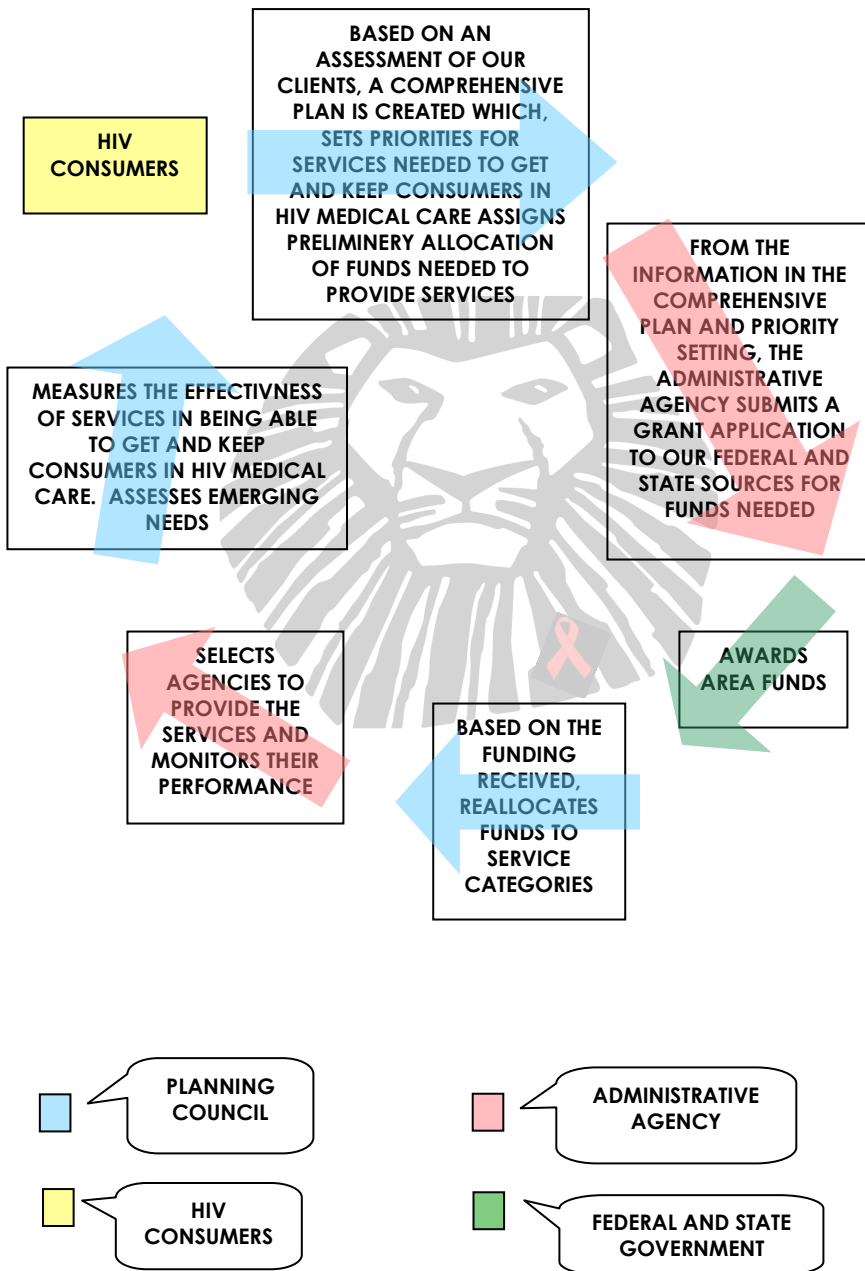 HIV
CONSUMERS
BASED ON AN
ASSESSMENT OF OUR
CLIENTS, A COMPREHENSIVE
PLAN IS CREATED WHICH,
SETS PRIORITIES FOR
SERVICES NEEDED TO GET
AND KEEP CONSUMERS IN
HIV MEDICAL CARE ASSIGNS
PRELIMINERY ALLOCATION
OF FUNDS NEEDED TO
PROVIDE SERVICES
FROM THE
INFORMATION IN THE
COMPREHENSIVE
PLAN AND PRIORITY
SETTING, THE
ADMINISTRATIVE
AGENCY SUBMITS A
GRANT APPLICATION
TO OUR FEDERAL AND
STATE SOURCES FOR
FUNDS NEEDED
AWARDS
AREA FUNDS
BASED ON THE
FUNDING
RECEIVED,
REALLOCATES
FUNDS TO
SERVICE
CATEGORIES
SELECTS
AGENCIES TO
PROVIDE THE
SERVICES AND
MONITORS THEIR
PERFORMANCE
MEASURES THE EFFECTIVNESS
OF SERVICES IN BEING ABLE
TO GET AND KEEP
CONSUMERS IN HIV MEDICAL
CARE.  ASSESSES EMERGING
NEEDS
PLANNING
COUNCIL
ADMINISTRATIVE
AGENCY
HIV
CONSUMERS
FEDERAL AND STATE
GOVERNMENT